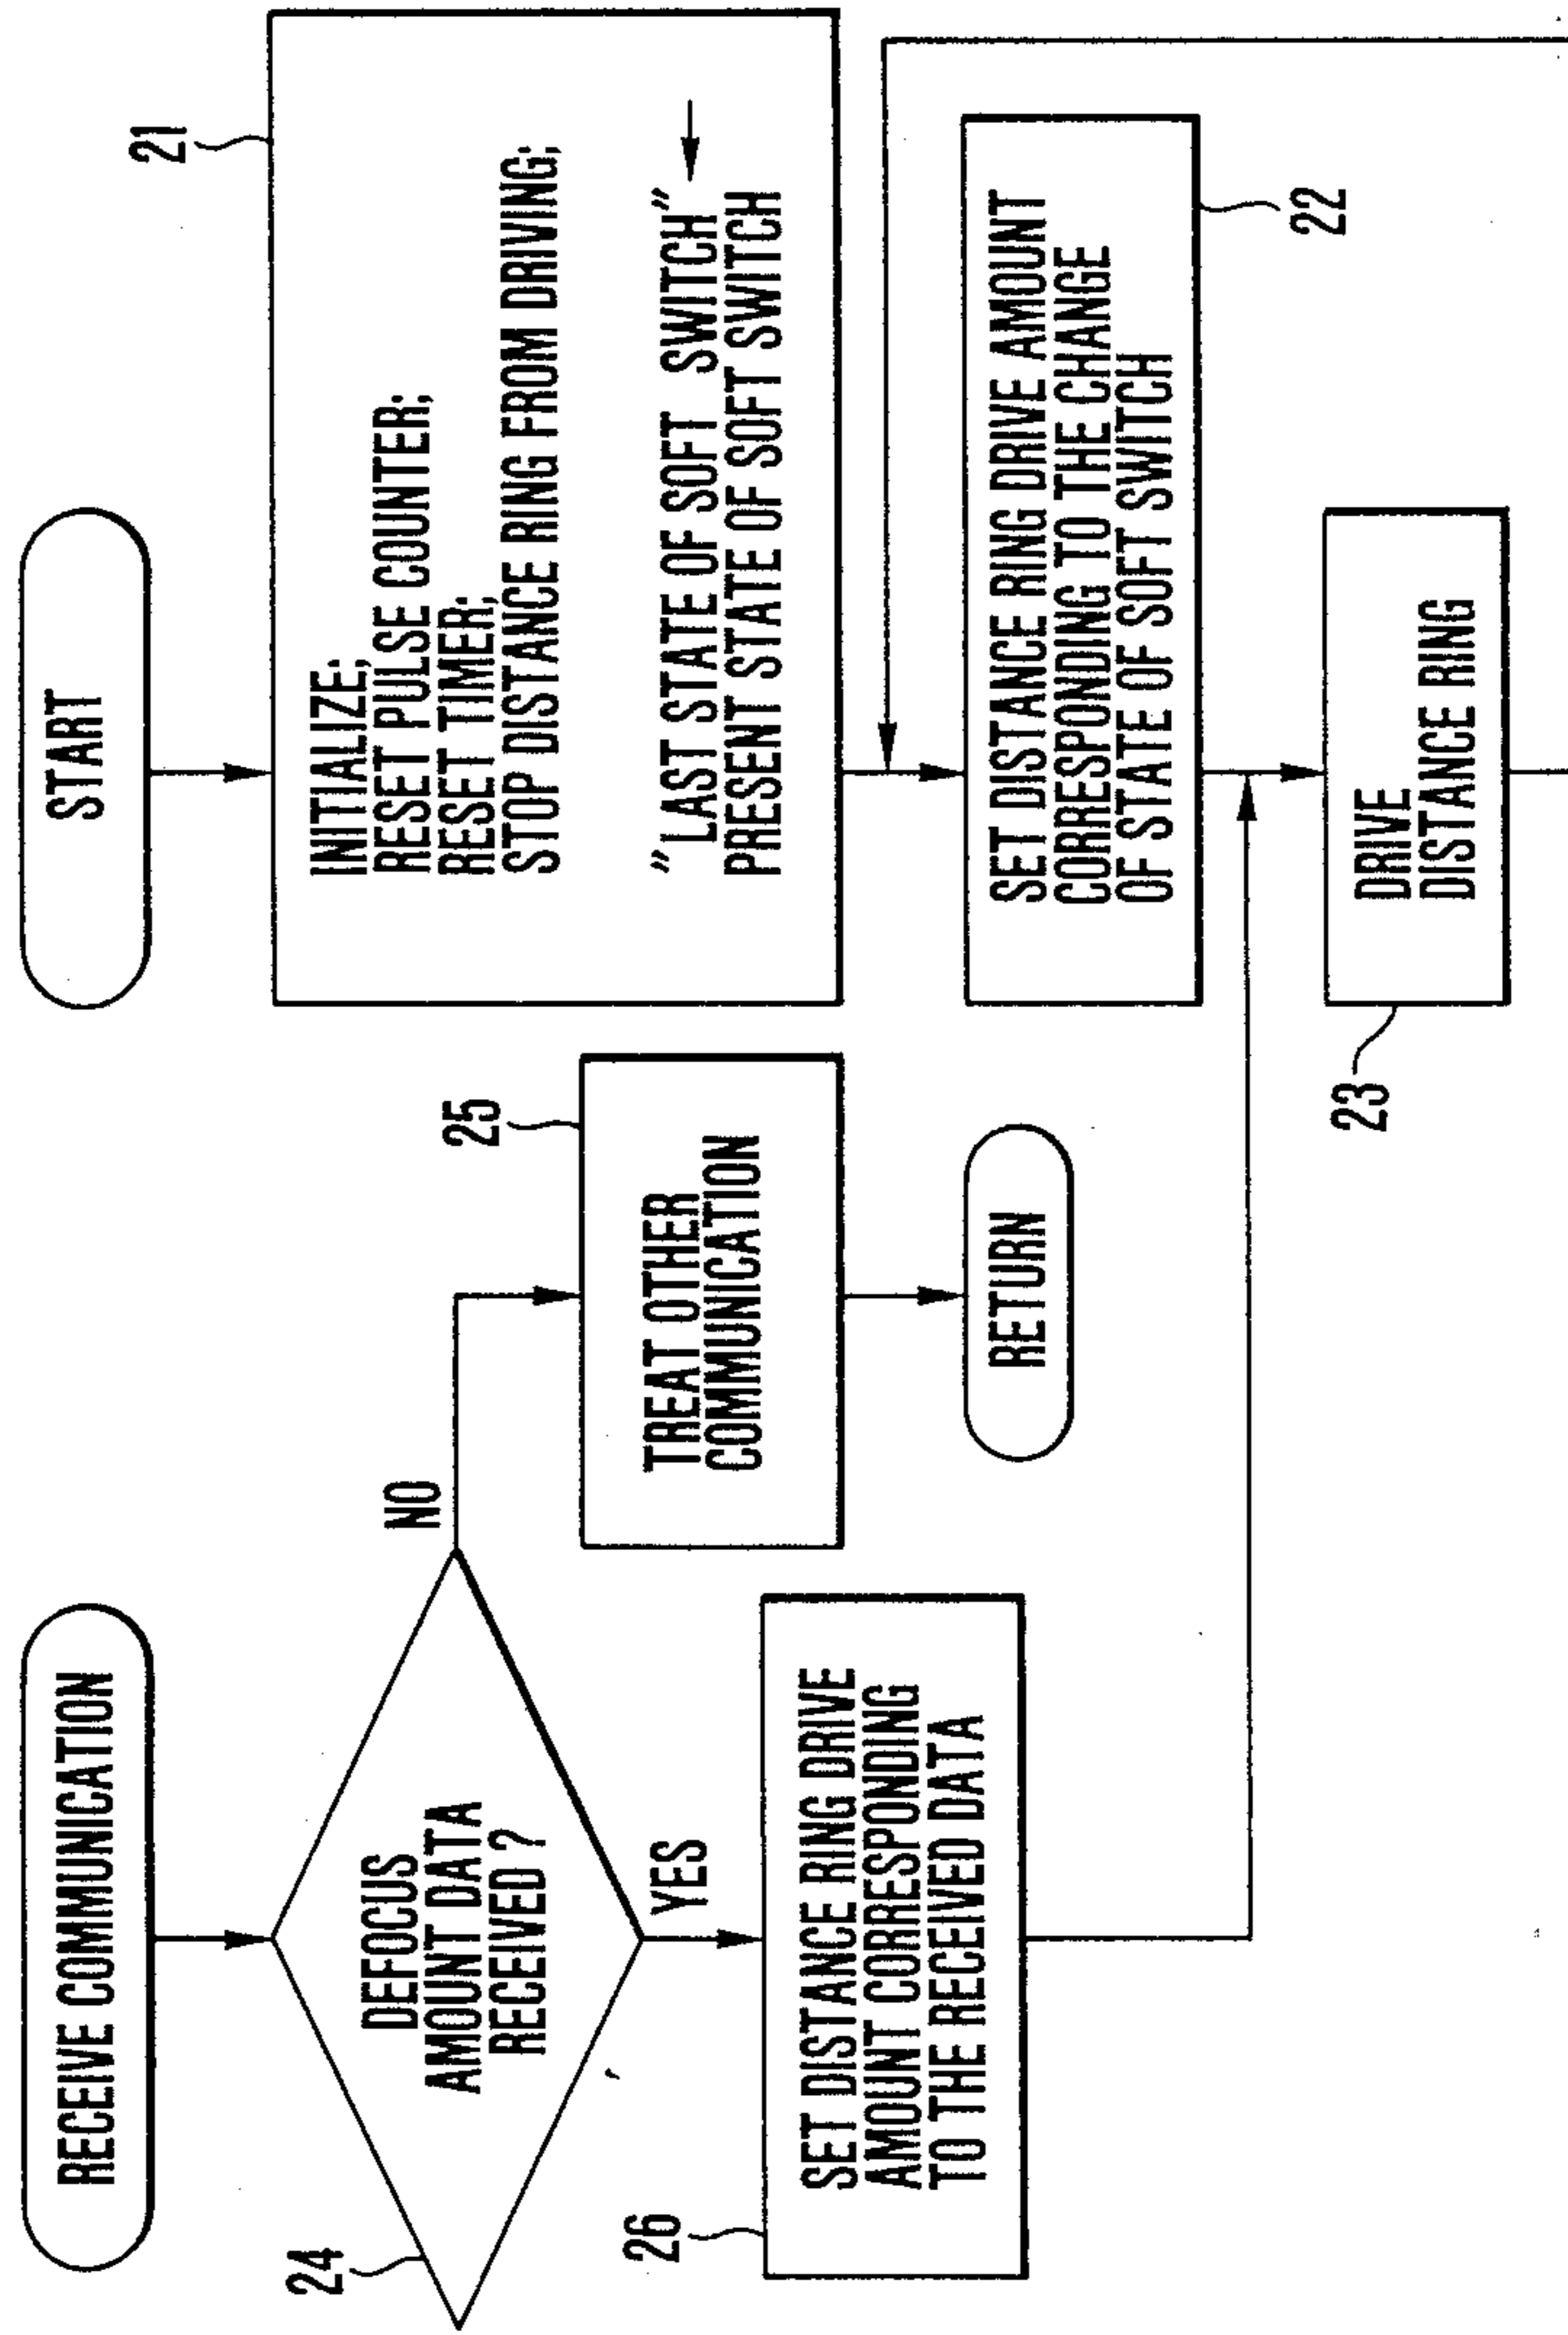 RECEIVE COMMUNICATION
24
DEFOCUS
AMOUNT DATA
RECEIVED ?
NO
YES
25
TREAT OTHER
COMMUNICATION
RETURN
26
SET DISTANCE RING DRIVE
AMOUNT CORRESPONDING
TO THE RECEIVED DATA
START
21
INITIALIZE;
RESET PULSE COUNTER;
RESET TIMER;
STOP DISTANCE RING FROM DRIVING;
"LAST STATE OF SOFT SWITCH" ←
PRESENT STATE OF SOFT SWITCH
SET DISTANCE RING DRIVE AMOUNT
CORRESPONDING TO THE CHANGE
OF STATE OF SOFT SWITCH
22
DRIVE
DISTANCE RING
23